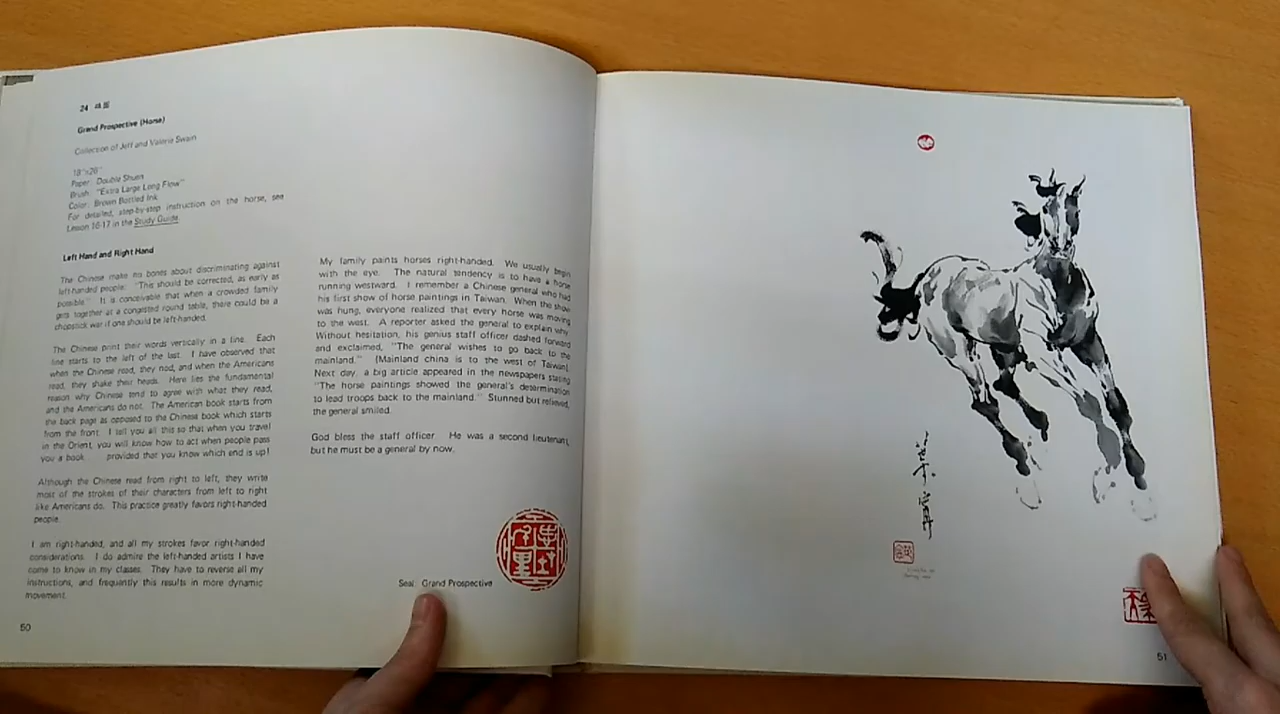 24
Grand Prospective (Horse)
Collection of Jeff and Valerie Swain
18"x26"
Paper: Double Shuen
Brush: "Extra Large Long Flow"
Color: Brown Bottled Ink
For detailed, step-by-step instruction on the horse, see
Lesson 16-17 in the Study Guide.
Left Hand and Right Hand
The Chinese make no bones about discriminating against
left-handed people. "This should be corrected, as early as
possible." It is conceivable that when a crowded family
gets together at a congested round table, there could be a
chopstick war if one should be left-handed.
The Chinese print their words vertically in a line. Each
line starts to the left of the last. I have observed that
when the Chinese read, they nod, and when the Americans
read, they shake their heads. Here lies the fundamental
reason why Chinese tend to agree with what they read,
and the Americans do not. The American book starts from
the back page as opposed to the Chinese book which starts
from the front. I tell you all this so that when you travel
in the Orient, you will know how to act when people pass
you a book . . . provided that you know which end is up!
Although the Chinese read from right to left, they write
most of the strokes of their characters from left to right
like Americans do. This practice greatly favors right-handed
people.
I am right-handed, and all my strokes favor right-handed
considerations. I do admire the left-handed artists I have
come to know in my classes. They have to reverse all my
instructions, and frequently this results in more dynamic
movement.
50
My family paints horses right-handed. We usually begin
with the eye. The natural tendency is to have a horse
running westward. I remember a Chinese general who had
his first show of horse paintings in Taiwan. When the show
was hung, everyone realized that every horse was moving
to the west. A reporter asked the general to explain why.
Without hesitation, his genius staff officer dashed forward
and exclaimed, "The general wishes to go back to the
mainland." (Mainland china is to the west of Taiwan).
Next day, a big article appeared in the newspapers stating
"The horse paintings showed the general's determination
to lead troops back to the mainland." Stunned but relieved,
the general smiled.
God bless the staff officer. He was a second lieutenant,
but he must be a general by now.
Seal: Grand Prospective
51